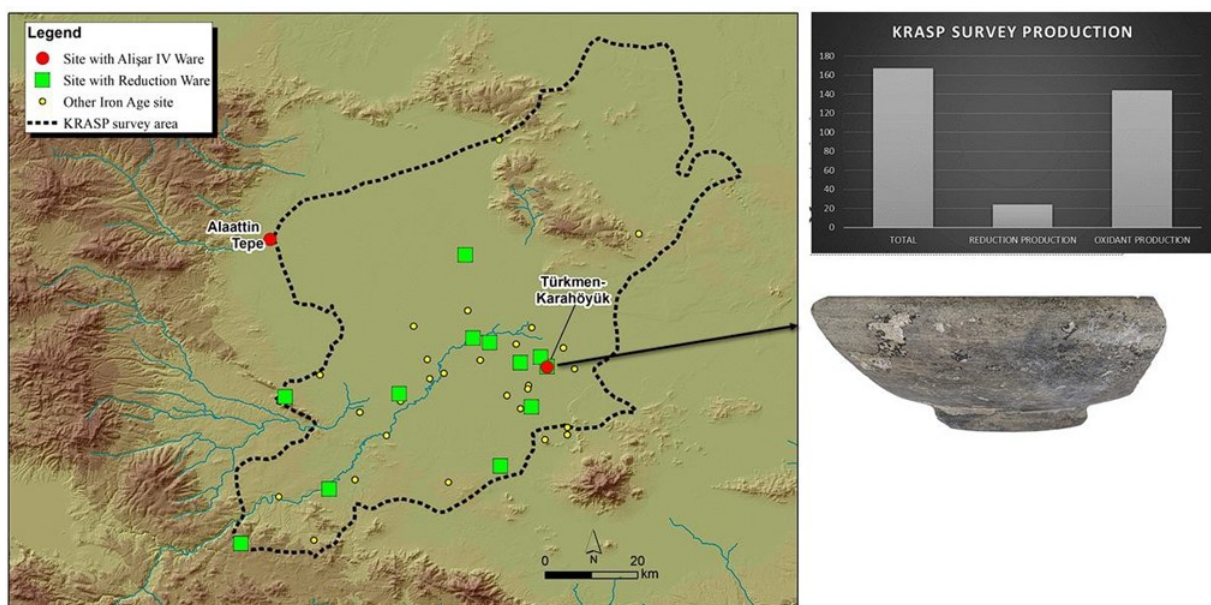 Legend
Site with Alişar IV Ware
Site with Reduction Ware
Other Iron Age site
KRASP survey area
Alaattin
Tepe
Türkmen-
Karahöyük
N
0 20
km
KRASP SURVEY PRODUCTION
180
160
140
120
100
80
60
40
20
0
TOTAL REDUCTION PRODUCTION OXIDANT PRODUCTION